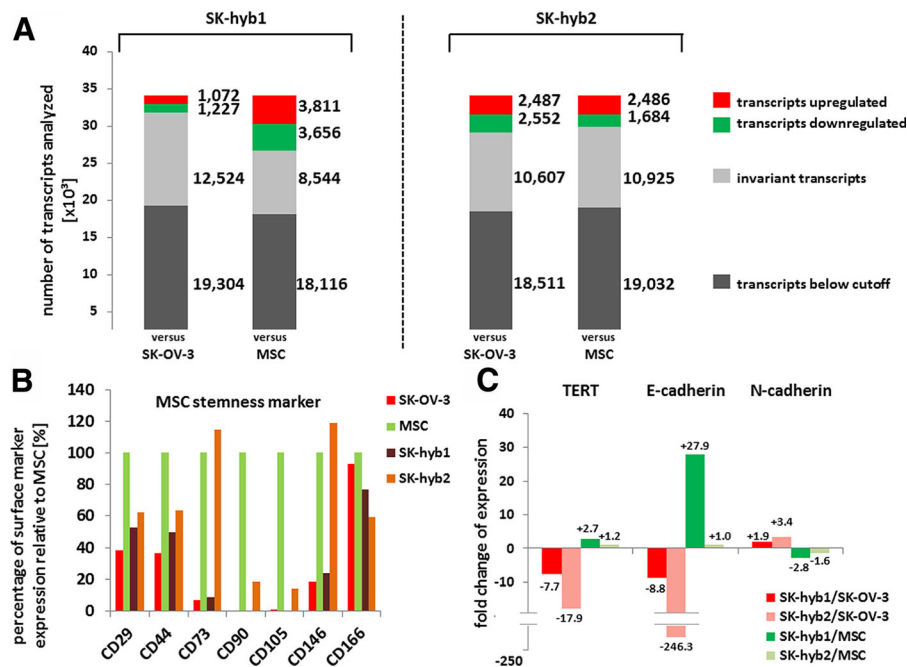 A
SK-hyb1
SK-hyb2
number of transcripts analyzed
[x10³]
40
35
30
25
20
15
10
5
1,072
1,227
12,524
19,304
3,811
3,656
8,544
18,116
2,487
2,552
10,607
18,511
2,486
1,684
10,925
19,032
transcripts upregulated
transcripts downregulated
invariant transcripts
transcripts below cutoff
versus
SK-OV-3
versus
MSC
versus
SK-OV-3
versus
MSC
B
MSC stemness marker
percentage of surface marker
expression relative to MSC [%]
140
120
100
80
60
40
20
0
CD29
CD44
CD73
CD90
CD105
CD146
CD166
SK-OV-3
MSC
SK-hyb1
SK-hyb2
C
TERT
E-cadherin
N-cadherin
fold change of expression
40
30
20
10
0
-10
-250
-7.7
-17.9
+2.7
+1.2
-8.8
-246.3
+27.9
+1.0
+1.9
+3.4
-2.8
-1.6
SK-hyb1/SK-OV-3
SK-hyb2/SK-OV-3
SK-hyb1/MSC
SK-hyb2/MSC